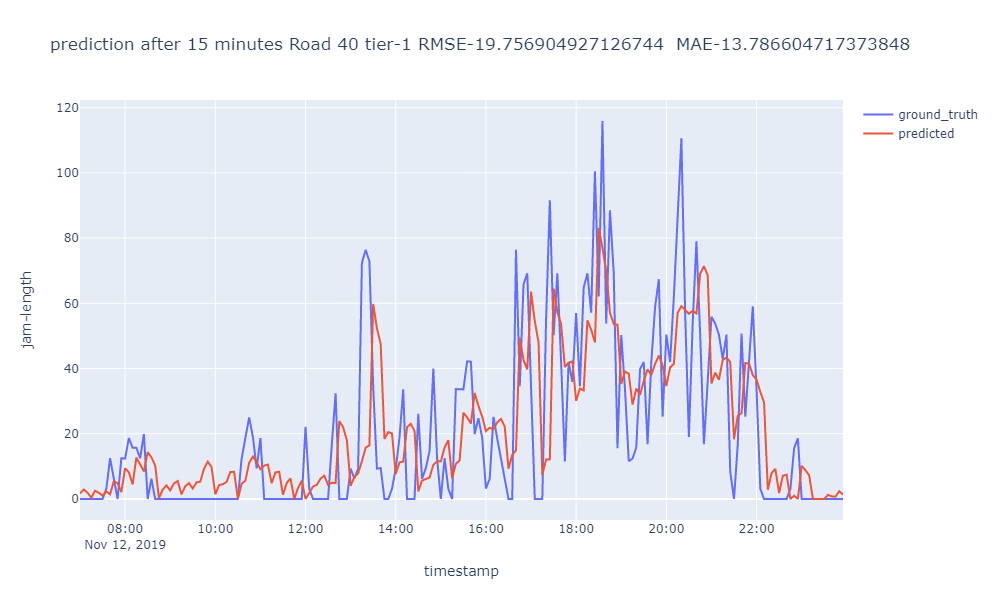 prediction after 15 minutes Road 40 tier-1 RMSE-19.756904927126744  MAE-13.786604717373848
ground_truth
predicted
120
100
80
60
40
20
0
jam-length
08:00 10:00 12:00 14:00 16:00 18:00 20:00 22:00
Nov 12, 2019
timestamp